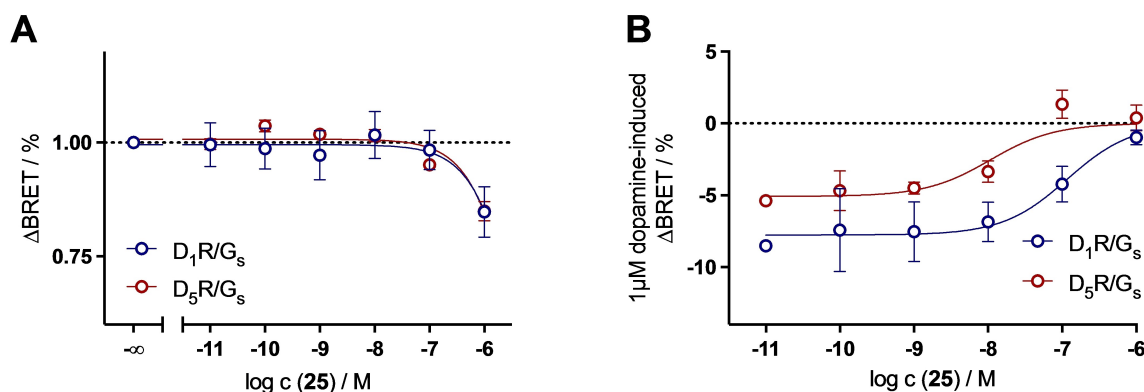 A
1.00
0.75
ΔBRET / %
D₁R/Gₛ
D₅R/Gₛ
-∞ -11 -10 -9 -8 -7 -6
log c (25) / M
B
5
0
-5
-10
1µM dopamine-induced
ΔBRET / %
D₁R/Gₛ
D₅R/Gₛ
-11 -10 -9 -8 -7 -6
log c (25) / M